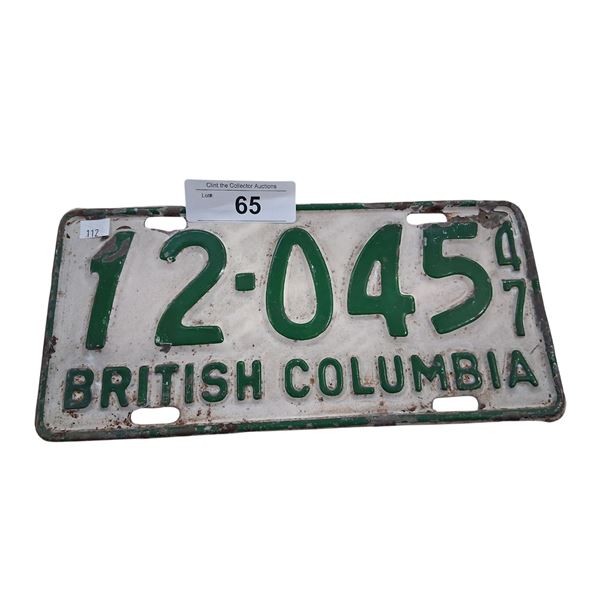 Clint the Collector Auctions
Lot#
65
112
12·045 47
BRITISH COLUMBIA